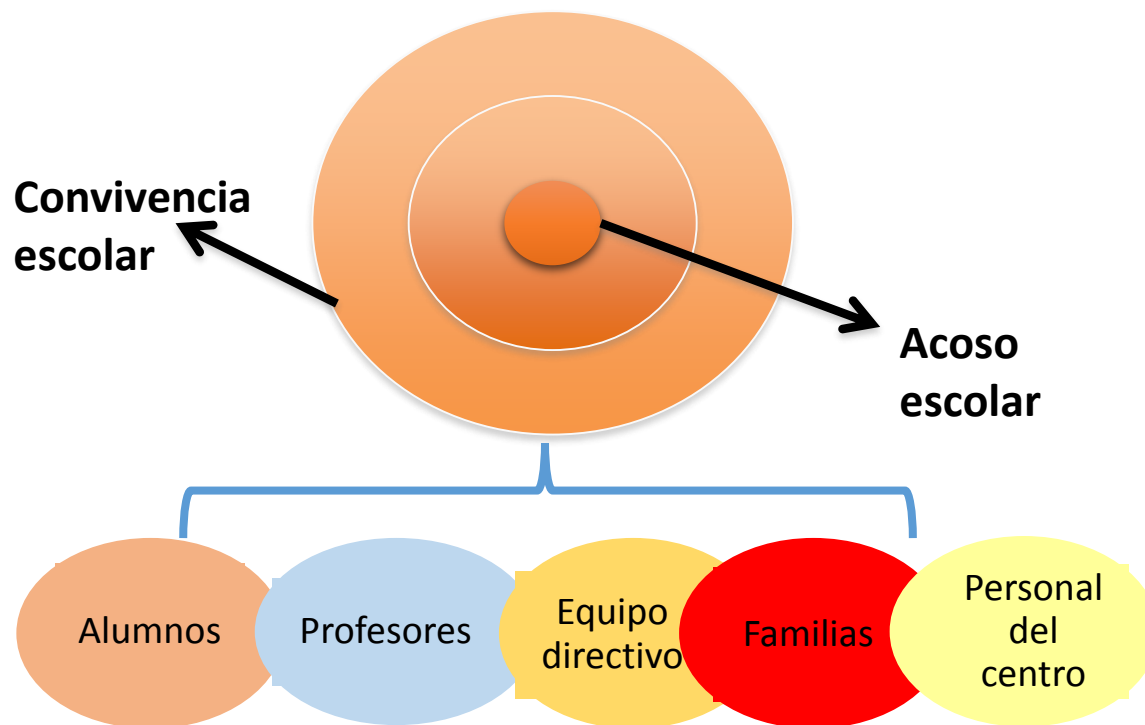 Convivencia
escolar
Acoso
escolar
Alumnos
Profesores
Equipo
directivo
Familias
Personal
del
centro